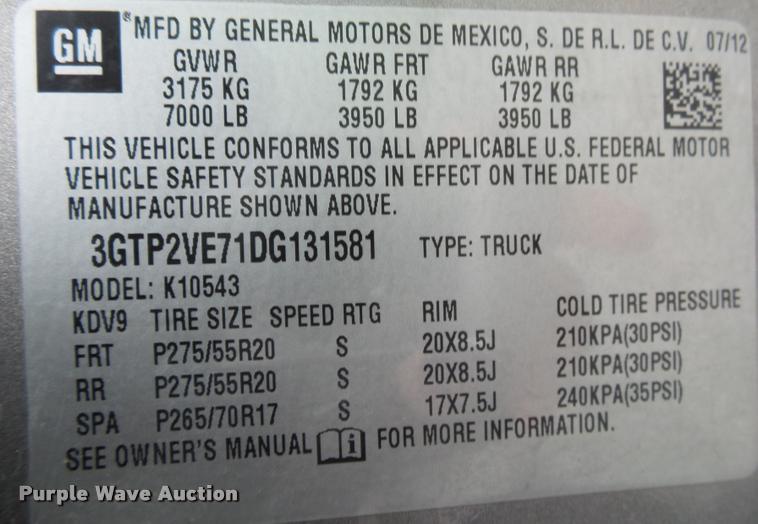 GM ® MFD BY GENERAL MOTORS DE MEXICO, S. DE R.L. DE C.V. 07/12
GVWR GAWR FRT GAWR RR
3175 KG 1792 KG 1792 KG
7000 LB 3950 LB 3950 LB
THIS VEHICLE CONFORMS TO ALL APPLICABLE U.S. FEDERAL MOTOR
VEHICLE SAFETY STANDARDS IN EFFECT ON THE DATE OF
MANUFACTURE SHOWN ABOVE.
3GTP2VE71DG131581 TYPE: TRUCK
MODEL: K10543
KDV9 TIRE SIZE SPEED RTG RIM COLD TIRE PRESSURE
FRT P275/55R20 S 20X8.5J 210KPA(30PSI)
RR P275/55R20 S 20X8.5J 210KPA(30PSI)
SPA P265/70R17 S 17X7.5J 240KPA(35PSI)
SEE OWNER'S MANUAL i FOR MORE INFORMATION.
Purple Wave Auction